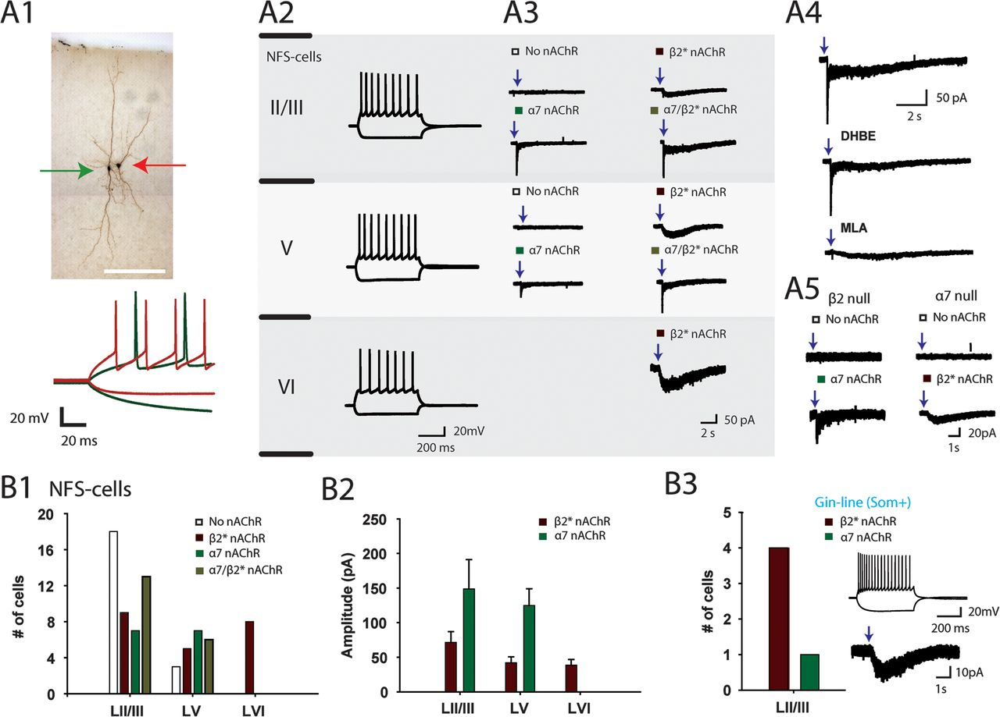 A1
A2
A3
A4
20 mV
20 ms
NFS-cells
II/III
V
VI
20mV
200 ms
No nAChR
β2* nAChR
α7 nAChR
α7/β2* nAChR
No nAChR
β2* nAChR
α7 nAChR
α7/β2* nAChR
β2* nAChR
50 pA
2 s
50 pA
2 s
DHBE
MLA
A5
β2 null
α7 null
No nAChR
No nAChR
α7 nAChR
β2* nAChR
20pA
1s
B1 NFS-cells
# of cells
20
16
12
8
4
0
No nAChR
β2* nAChR
α7 nAChR
α7/β2* nAChR
LII/III
LV
LVI
B2
Amplitude (pA)
250
200
150
100
50
0
β2* nAChR
α7 nAChR
LII/III
LV
LVI
B3
Gin-line (Som+)
# of cells
5
4
3
2
1
0
β2* nAChR
α7 nAChR
20mV
200 ms
10pA
1s
LII/III